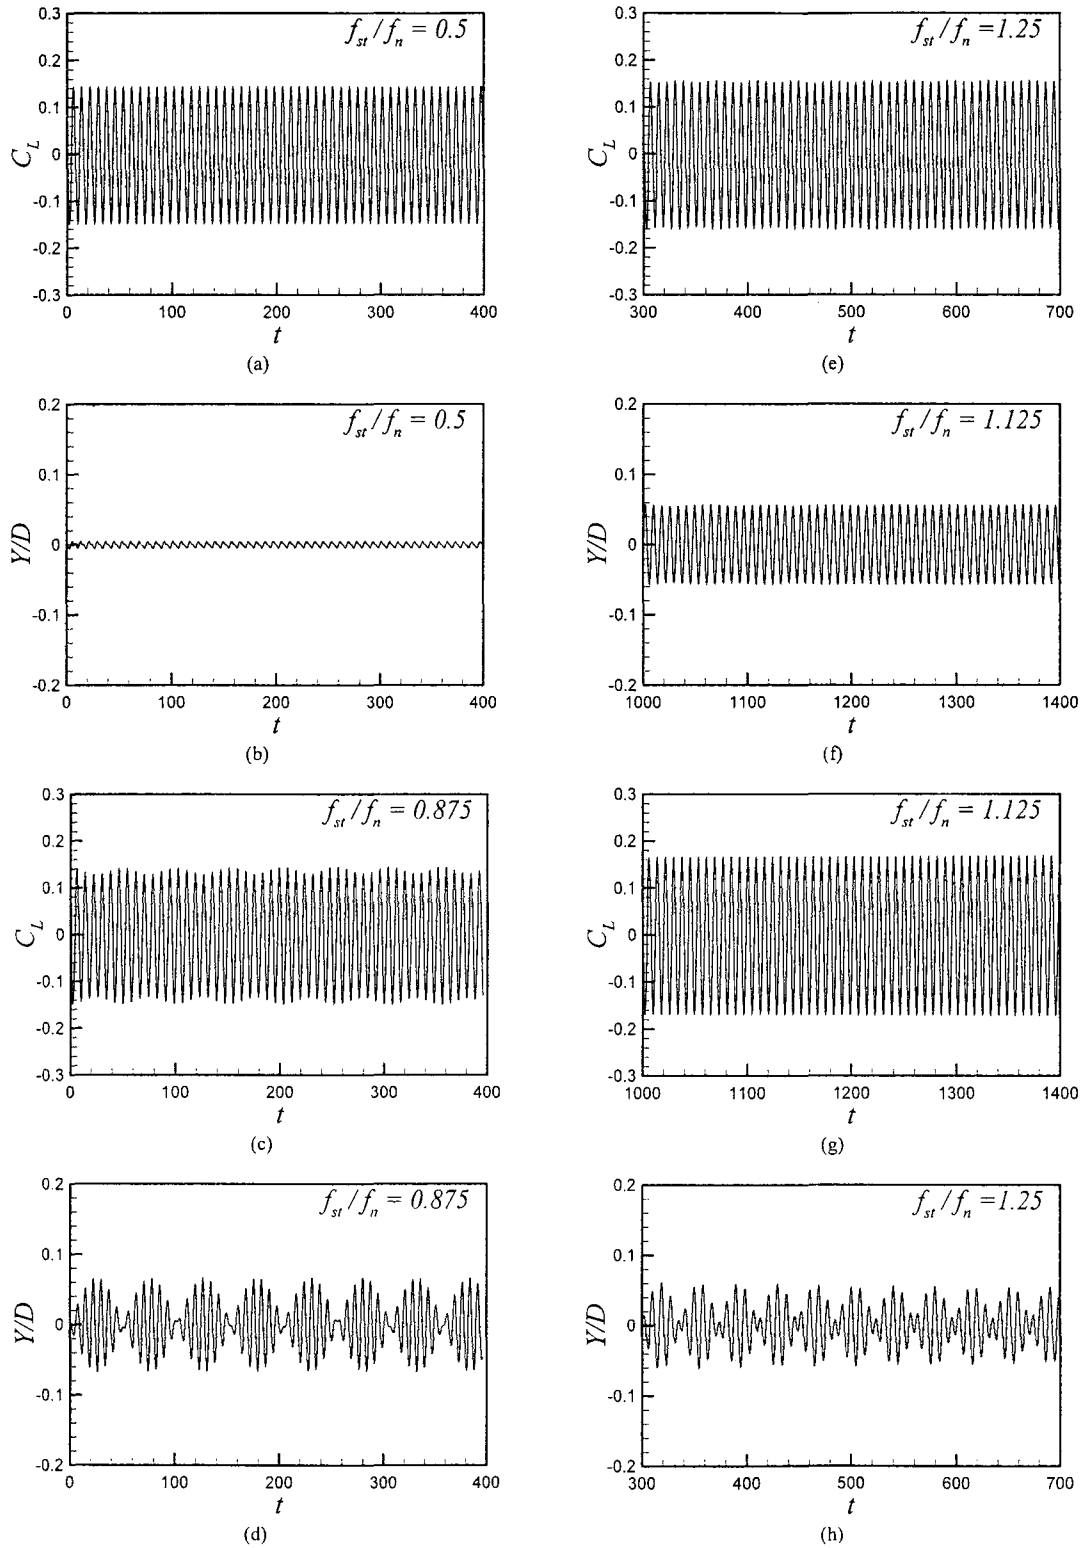 f_st/f_n = 0.5
0.3
0.2
0.1
0
-0.1
-0.2
-0.3
C_L
0 100 200 300 400
t
(a)
f_st/f_n = 0.5
0.2
0.1
0
-0.1
-0.2
Y/D
0 100 200 300 400
t
(b)
f_st/f_n = 0.875
0.3
0.2
0.1
0
-0.1
-0.2
-0.3
C_L
0 100 200 300 400
t
(c)
f_st/f_n = 0.875
0.2
0.1
0
-0.1
-0.2
Y/D
0 100 200 300 400
t
(d)
f_st/f_n =1.25
0.3
0.2
0.1
0
-0.1
-0.2
-0.3
C_L
300 400 500 600 700
t
(e)
f_st/f_n = 1.125
0.2
0.1
0
-0.1
-0.2
Y/D
1000 1100 1200 1300 1400
t
(f)
f_st/f_n = 1.125
0.3
0.2
0.1
0
-0.1
-0.2
-0.3
C_L
1000 1100 1200 1300 1400
t
(g)
f_st/f_n =1.25
0.2
0.1
0
-0.1
-0.2
Y/D
300 400 500 600 700
t
(h)